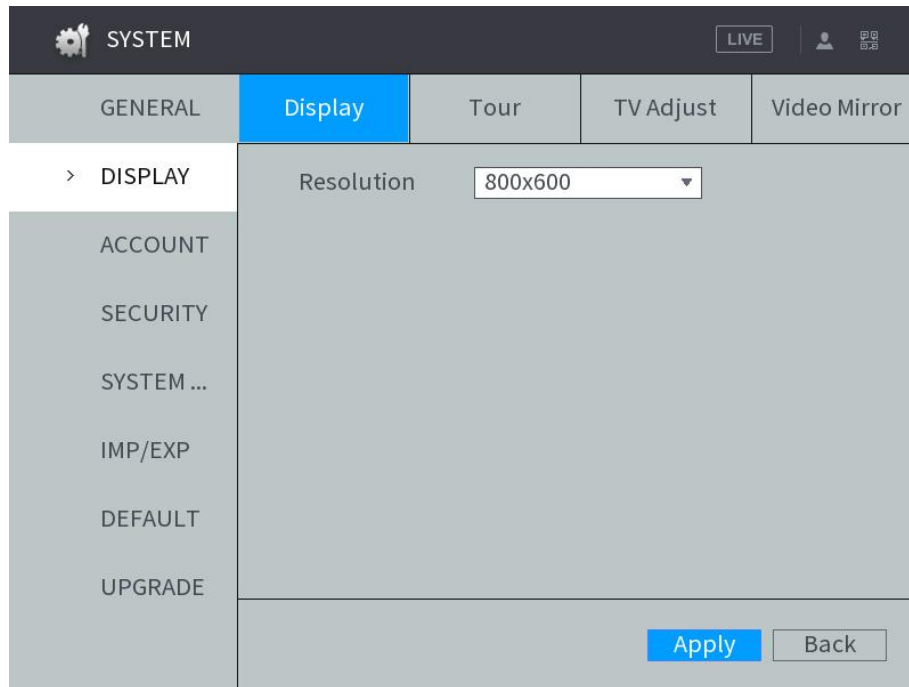 SYSTEM
LIVE
GENERAL
Display
Tour
TV Adjust
Video Mirror
> DISPLAY
Resolution
800x600
ACCOUNT
SECURITY
SYSTEM ...
IMP/EXP
DEFAULT
UPGRADE
Apply
Back